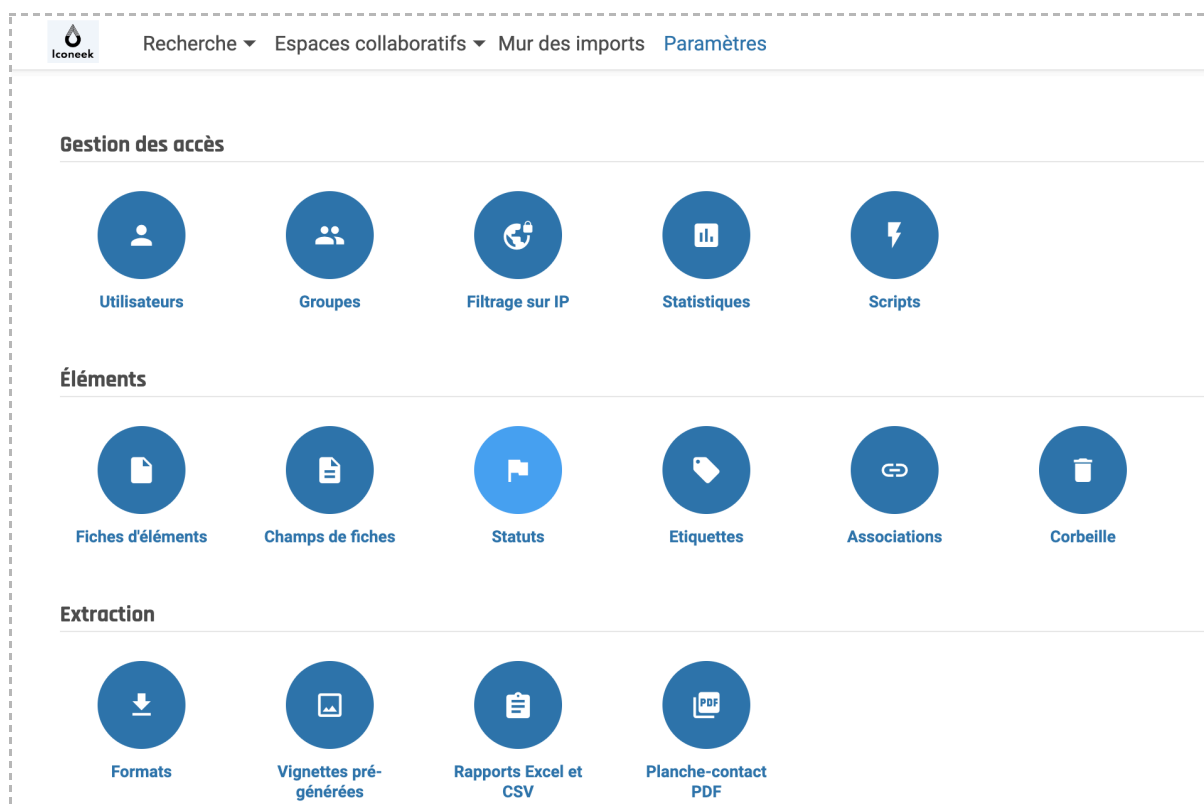 Iconeek
Recherche Espaces collaboratifs Mur des imports Paramètres
Gestion des accès
Utilisateurs Groupes Filtrage sur IP Statistiques Scripts
Éléments
Fiches d'éléments Champs de fiches Statuts Etiquettes Associations Corbeille
Extraction
PDF
Formats Vignettes pré- Rapports Excel et Planche-contact
générées CSV PDF